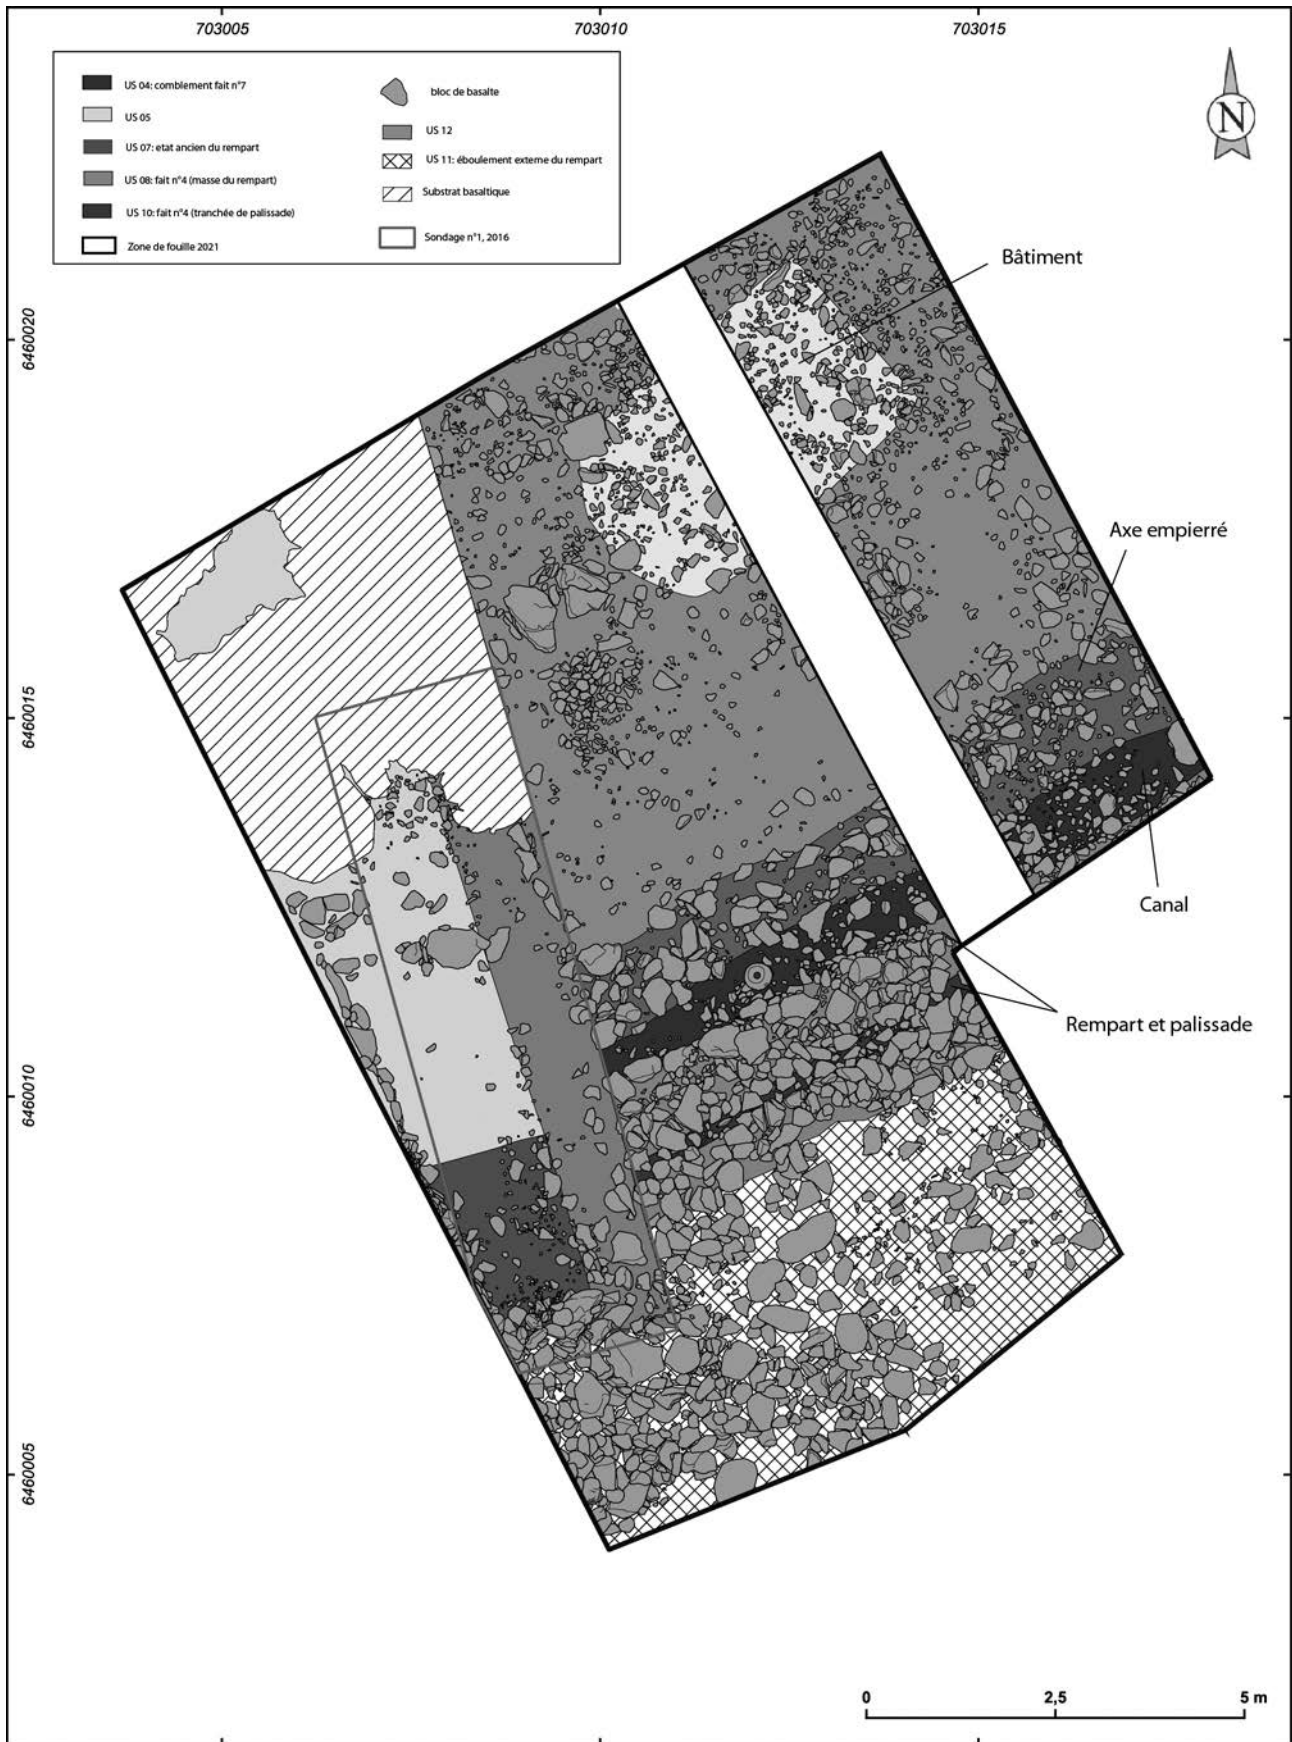 703005
703010
703015
US 04: comblement fait n°7
US 05
US 07: etat ancien du rempart
US 08: fait n°4 (masse du rempart)
US 10: fait n°4 (tranchée de palissade)
Zone de fouille 2021
bloc de basalte
US 12
US 11: éboulement externe du rempart
Substrat basaltique
Sondage n°1, 2016
N
Bâtiment
6460020
Axe empierré
6460015
Canal
Rempart et palissade
6460010
6460005
0
2,5
5 m